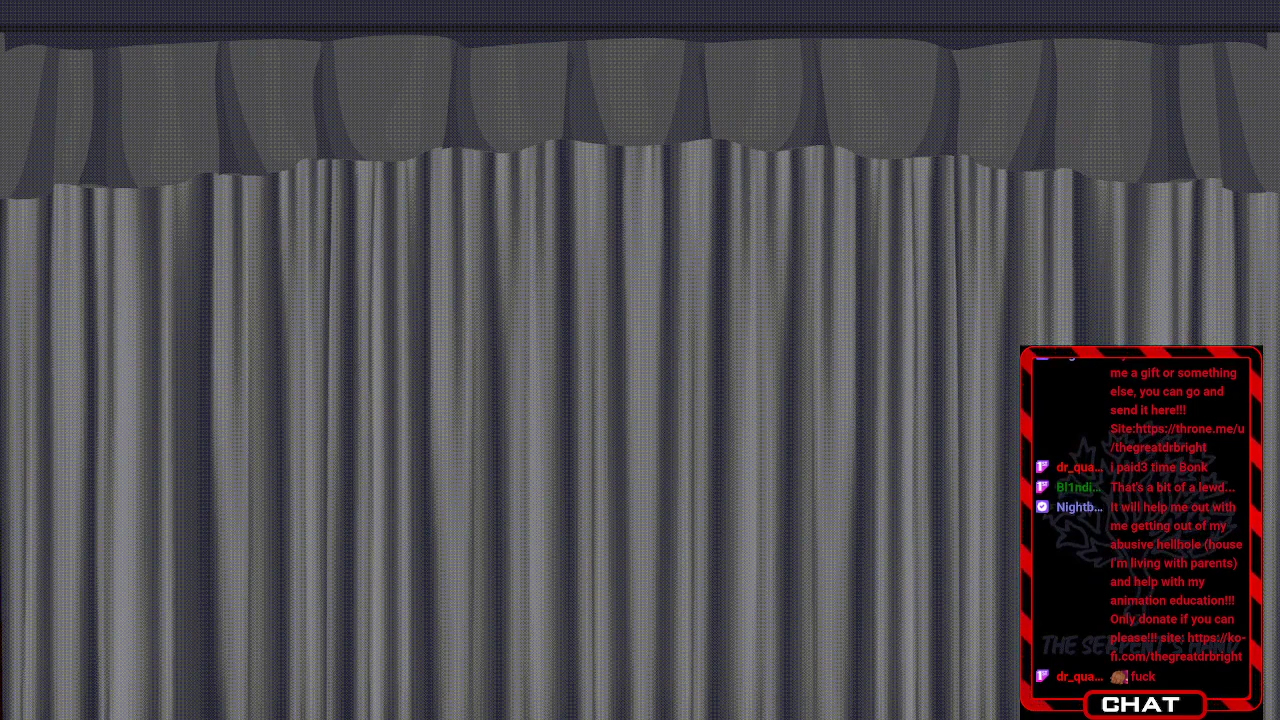 me a gift or something
else, you can go and
send it here!!!
Site:https://throne.me/u
/thegreatdrbright
dr_qua... i paid3 time Bonk
Bl1ndi... That's a bit of a lewd...
Nightb... It will help me out with
me getting out of my
abusive hellhole (house
I'm living with parents)
and help with my
animation education!!!
Only donate if you can
please!!! site: https://ko-
fi.com/thegreatdrbright
THE SERPENT'S HAND
dr_qua... fuck
CHAT